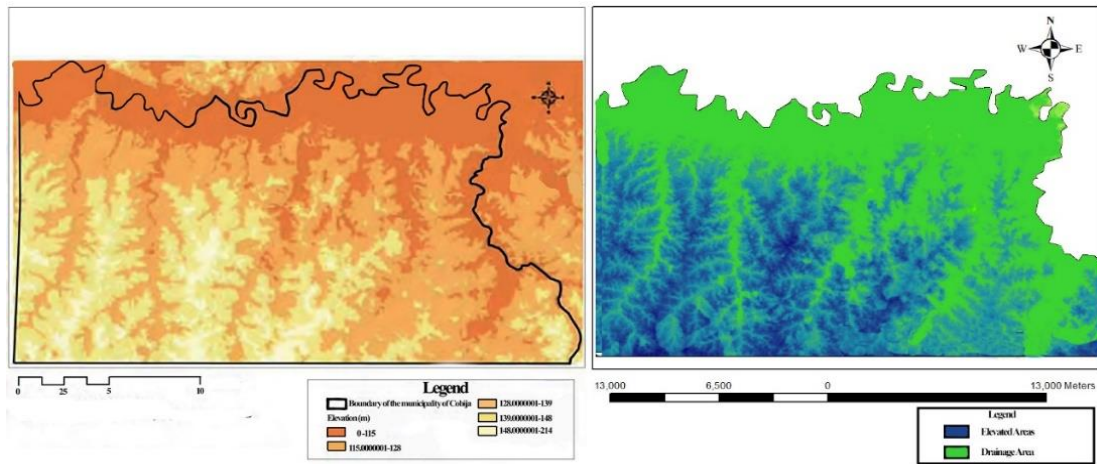 N
W E
S
0 25 5 10
Legend
Boundary of the municipality of Cobija
Elevation (m)
0-115
115.0000001-128
128.0000001-139
139.0000001-148
148.0000001-214
13,000 6,500 0 13,000 Meters
Legend
Elevated Areas
Drainage Area